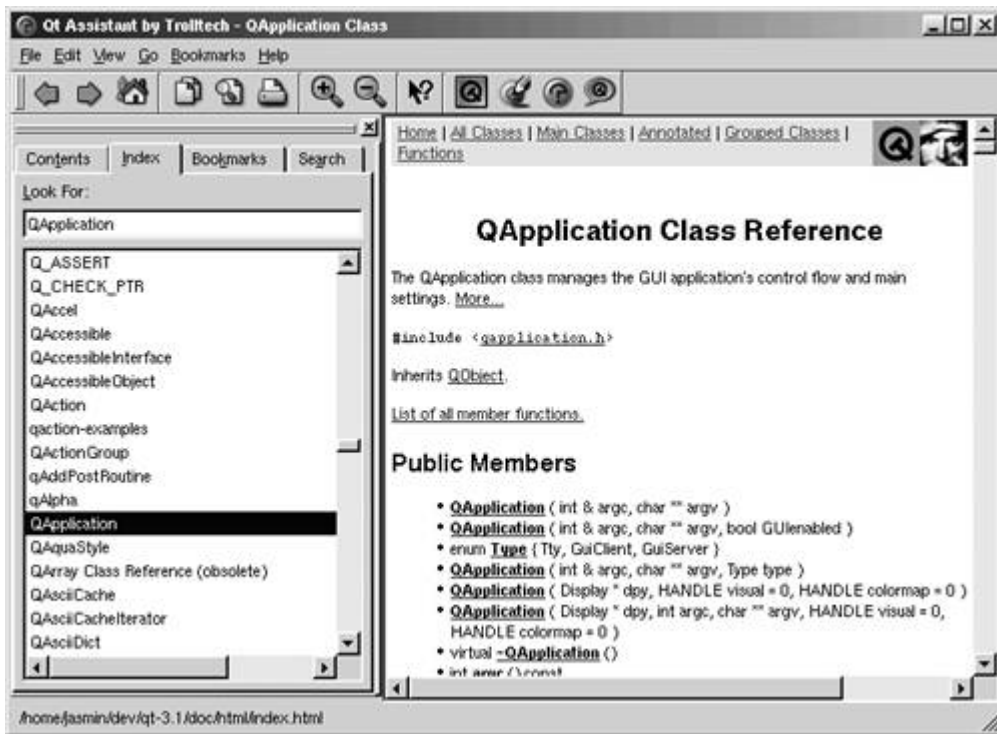 Qt Assistant by Trolltech - QApplication Class
File Edit View Go Bookmarks Help
Contents Index Bookmarks Search
Look For:
QApplication
Q_ASSERT
Q_CHECK_PTR
QAccel
QAccessible
QAccessibleInterface
QAccessibleObject
QAction
qaction-examples
QActionGroup
qAddPostRoutine
qAlpha
QApplication
QAquaStyle
QArray Class Reference (obsolete)
QAsciiCache
QAsciiCacheIterator
QAsciiDict
Home | All Classes | Main Classes | Annotated | Grouped Classes |
Functions
QApplication Class Reference
The QApplication class manages the GUI application's control flow and main
settings. More...
#include <qapplication.h>
Inherits QObject.
List of all member functions.
Public Members
• QApplication ( int & argc, char ** argv )
• QApplication ( int & argc, char ** argv, bool GUIenabled )
• enum Type { Tty, GuiClient, GuiServer }
• QApplication ( int & argc, char ** argv, Type type )
• QApplication ( Display * dpy, HANDLE visual = 0, HANDLE colormap = 0 )
• QApplication ( Display * dpy, int argc, char ** argv, HANDLE visual = 0,
HANDLE colormap = 0 )
• virtual ~QApplication ()
• int argc () const
/home/jasmin/dev/qt-3.1/doc/html/index.html